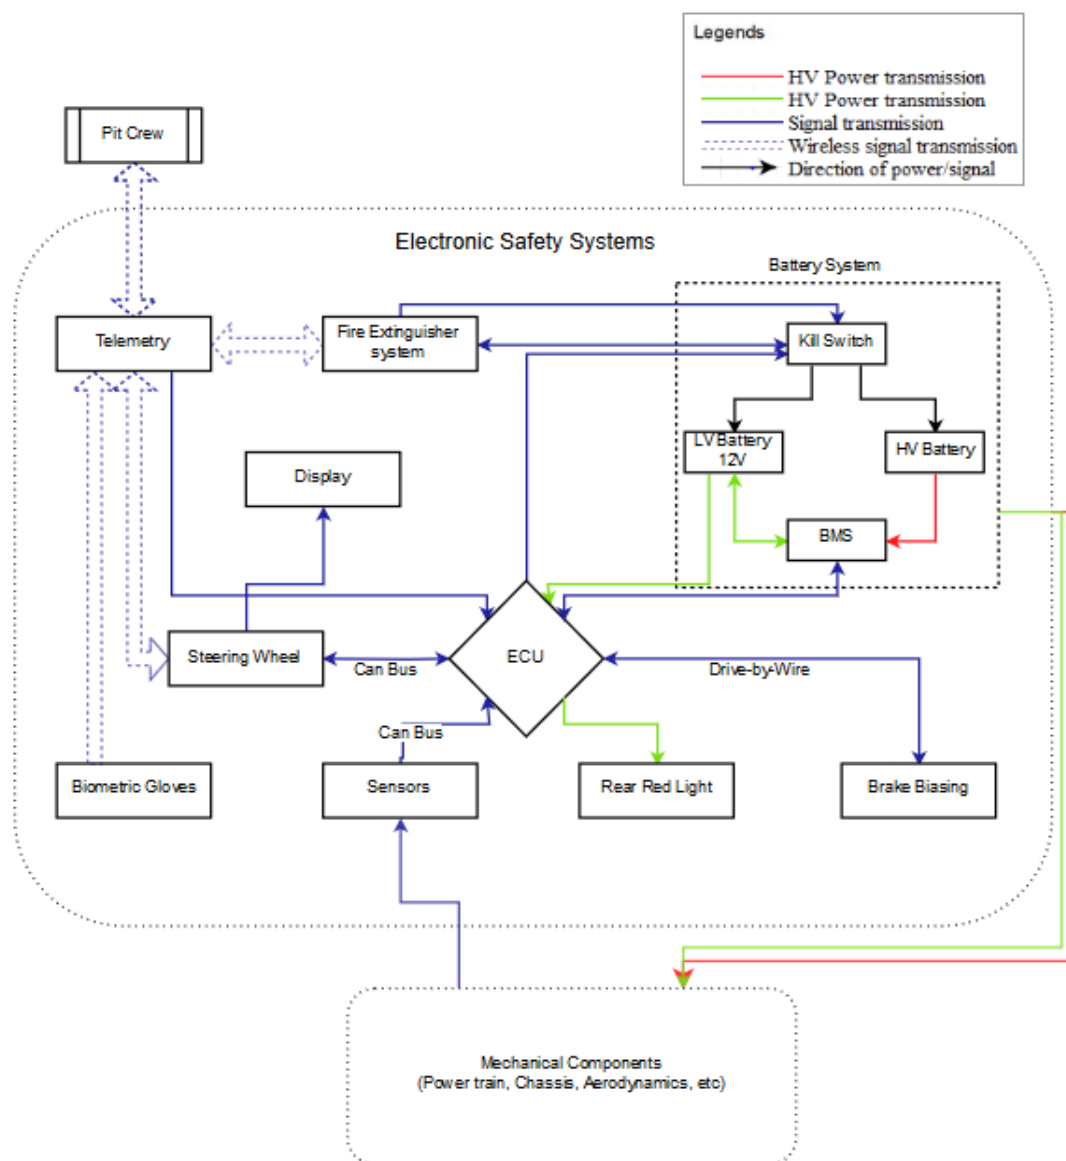 Legends
HV Power transmission
HV Power transmission
Signal transmission
Wireless signal transmission
Direction of power/signal
Pit Crew
Electronic Safety Systems
Battery System
Telemetry
Fire Extinguisher
system
Kill Switch
LV Battery
12V
HV Battery
Display
BMS
Steering Wheel
Can Bus
ECU
Drive-by-Wire
Can Bus
Biometric Gloves
Sensors
Rear Red Light
Brake Biasing
Mechanical Components
(Power train, Chassis, Aerodynamics, etc)